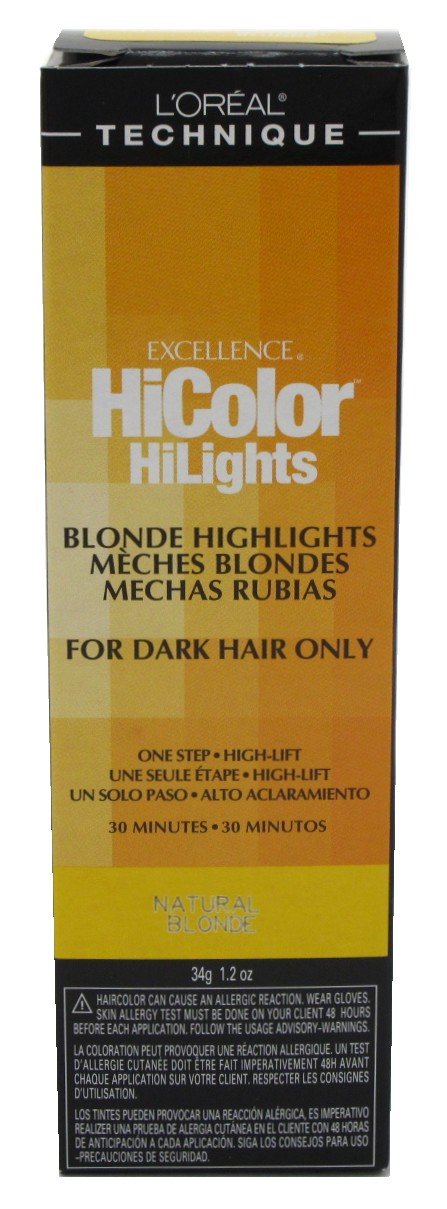 L'ORÉAL®
TECHNIQUE
EXCELLENCE®
HiColor™
HiLights
BLONDE HIGHLIGHTS
MÈCHES BLONDES
MECHAS RUBIAS
FOR DARK HAIR ONLY
ONE STEP • HIGH-LIFT
UNE SEULE ÉTAPE • HIGH-LIFT
UN SOLO PASO • ALTO ACLARAMIENTO
30 MINUTES • 30 MINUTOS
NATURAL
BLONDE
34g 1.2 oz
HAIRCOLOR CAN CAUSE AN ALLERGIC REACTION. WEAR GLOVES.
SKIN ALLERGY TEST MUST BE DONE ON YOUR CLIENT 48 HOURS
BEFORE EACH APPLICATION. FOLLOW THE USAGE ADVISORY-WARNINGS.
LA COLORATION PEUT PROVOQUER UNE RÉACTION ALLERGIQUE. UN TEST
D'ALLERGIE CUTANÉE DOIT ÊTRE FAIT IMPERATIVEMENT 48H AVANT
CHAQUE APPLICATION SUR VOTRE CLIENT. RESPECTER LES CONSIGNES
D'UTILISATION.
LOS TINTES PUEDEN PROVOCAR UNA REACCIÓN ALÉRGICA, ES IMPERATIVO
REALIZER UNA PRUEBA DE ALERGIA CUTÁNEA EN EL CLIENTE CON 48 HORAS
DE ANTICIPACIÓN A CADA APLICACIÓN. SIGA LOS CONSEJOS PARA USO
-PRECAUCIONES DE SEGURIDAD.